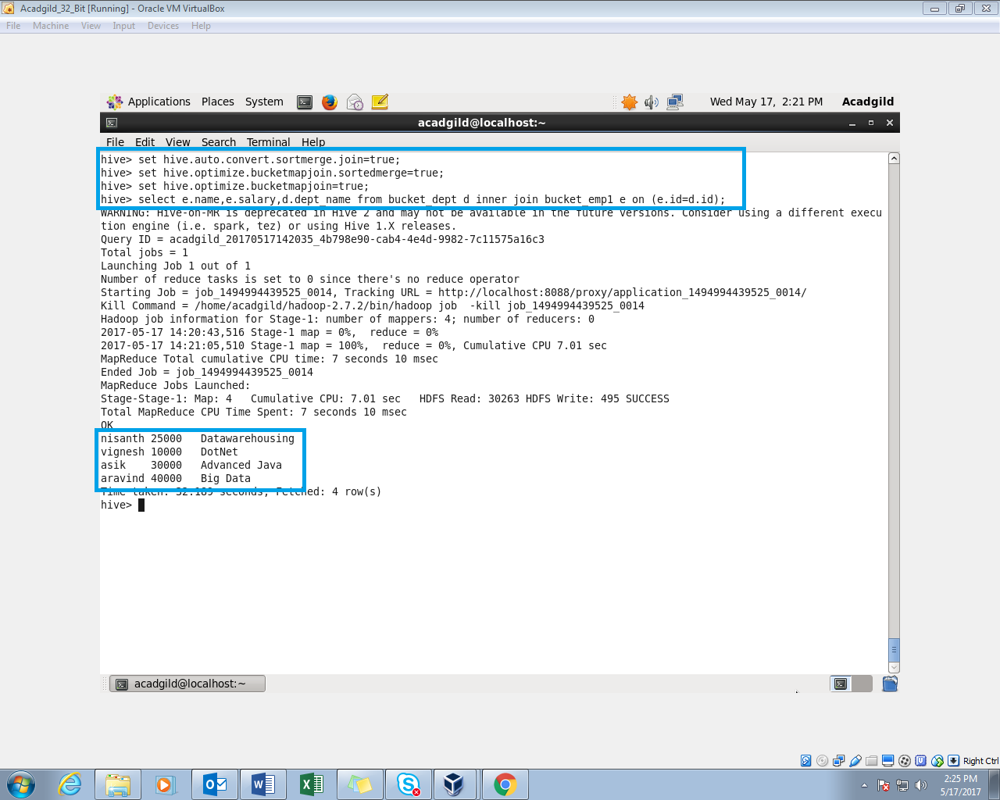 Acadgild_32_Bit [Running] - Oracle VM VirtualBox
File Machine View Input Devices Help
Applications Places System Wed May 17, 2:21 PM Acadgild
acadgild@localhost:~
File Edit View Search Terminal Help
hive> set hive.auto.convert.sortmerge.join=true;
hive> set hive.optimize.bucketmapjoin.sortedmerge=true;
hive> set hive.optimize.bucketmapjoin=true;
hive> select e.name,e.salary,d.dept_name from bucket_dept d inner join bucket_emp1 e on (e.id=d.id);
WARNING: Hive-on-MR is deprecated in Hive 2 and may not be available in the future versions. Consider using a different execu
tion engine (i.e. spark, tez) or using Hive 1.X releases.
Query ID = acadgild_20170517142035_4b798e90-cab4-4e4d-9982-7c11575a16c3
Total jobs = 1
Launching Job 1 out of 1
Number of reduce tasks is set to 0 since there's no reduce operator
Starting Job = job_1494994439525_0014, Tracking URL = http://localhost:8088/proxy/application_1494994439525_0014/
Kill Command = /home/acadgild/hadoop-2.7.2/bin/hadoop job  -kill job_1494994439525_0014
Hadoop job information for Stage-1: number of mappers: 4; number of reducers: 0
2017-05-17 14:20:43,516 Stage-1 map = 0%,  reduce = 0%
2017-05-17 14:21:05,510 Stage-1 map = 100%,  reduce = 0%, Cumulative CPU 7.01 sec
MapReduce Total cumulative CPU time: 7 seconds 10 msec
Ended Job = job_1494994439525_0014
MapReduce Jobs Launched:
Stage-Stage-1: Map: 4   Cumulative CPU: 7.01 sec   HDFS Read: 30263 HDFS Write: 495 SUCCESS
Total MapReduce CPU Time Spent: 7 seconds 10 msec
OK
nisanth 25000   Datawarehousing
vignesh 10000   DotNet
asik    30000   Advanced Java
aravind 40000   Big Data
Time taken: 32.189 seconds, Fetched: 4 row(s)
hive>
acadgild@localhost:~
Right Ctrl
2:25 PM
5/17/2017